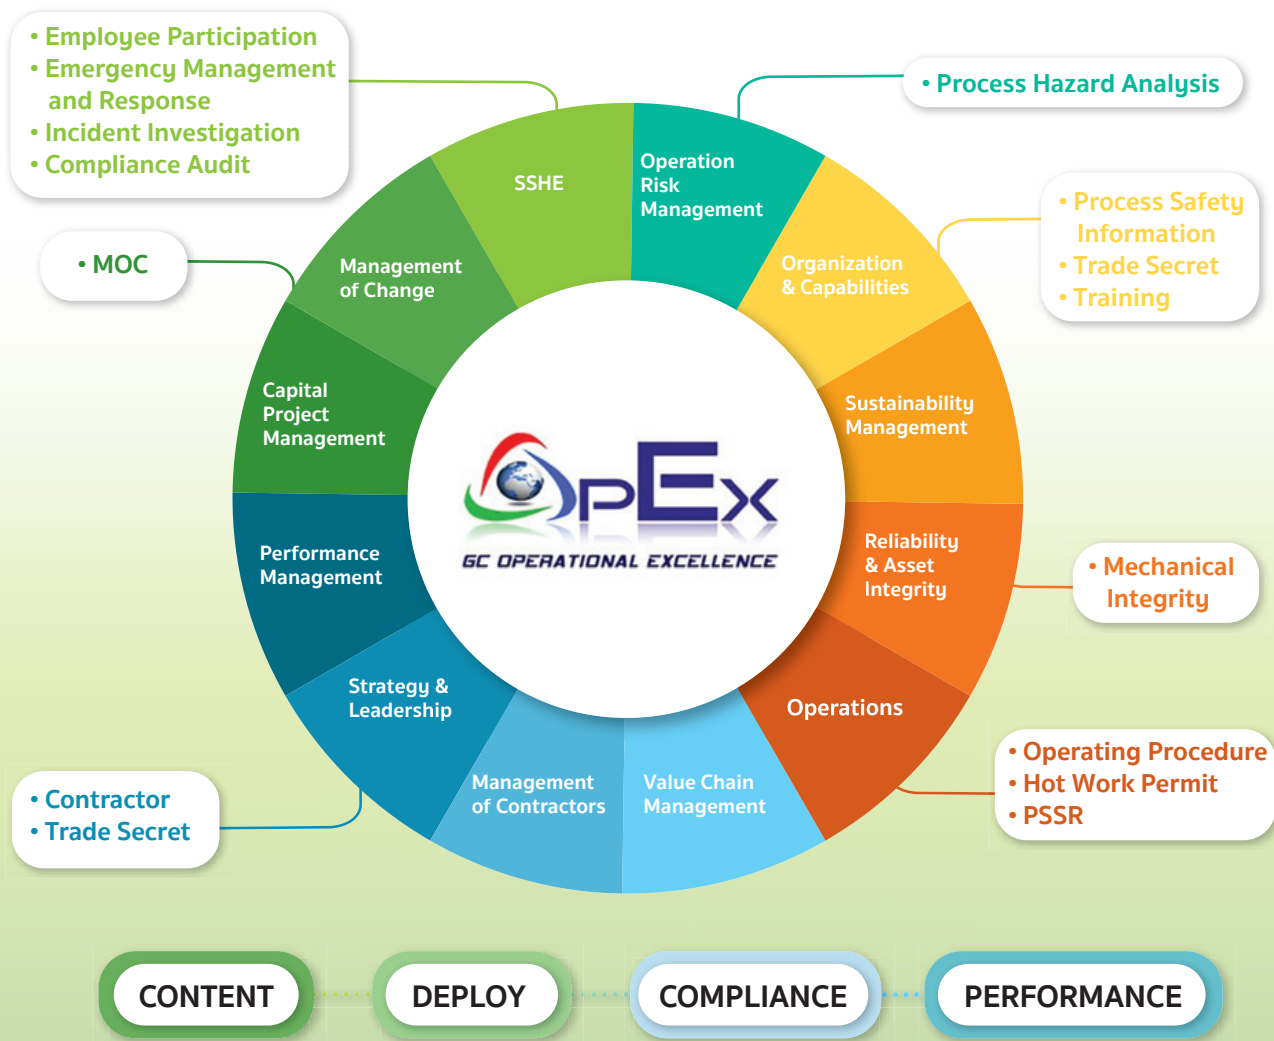 • Employee Participation
• Emergency Management
and Response
• Incident Investigation
• Compliance Audit
• Process Hazard Analysis
SSHE
Operation
Risk
Management
• Process Safety
Information
• Trade Secret
• Training
• MOC
Management
of Change
Organization
& Capabilities
Capital
Project
Management
Sustainability
Management
OPEX
GC OPERATIONAL EXCELLENCE
Performance
Management
Reliability
& Asset
Integrity
• Mechanical
Integrity
Strategy &
Leadership
Operations
• Operating Procedure
• Hot Work Permit
• PSSR
• Contractor
• Trade Secret
Management
of Contractors
Value Chain
Management
CONTENT
DEPLOY
COMPLIANCE
PERFORMANCE